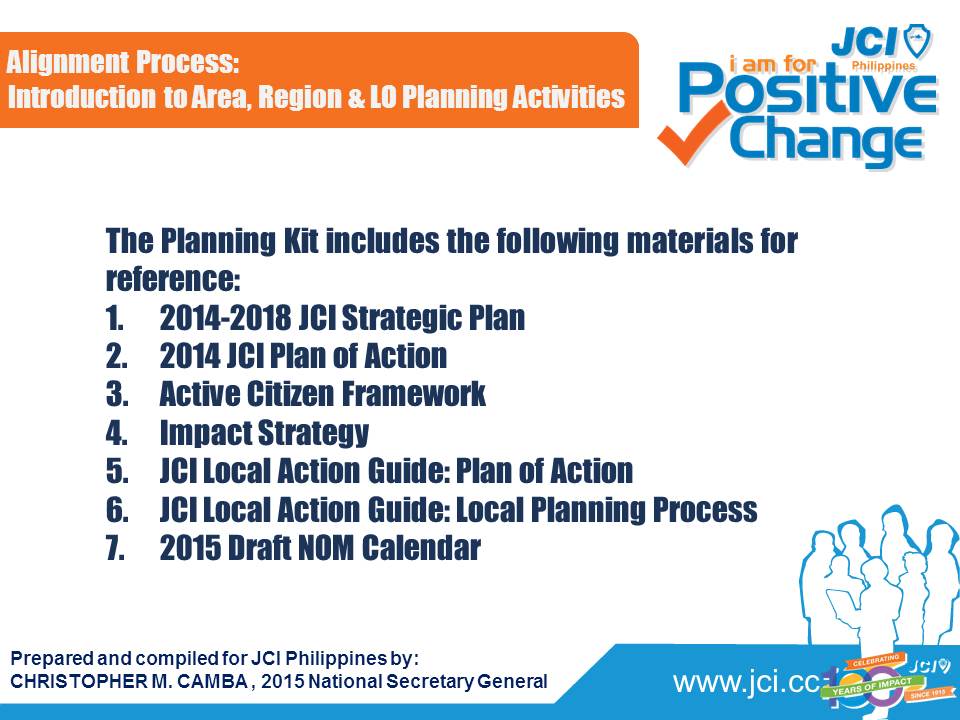 Alignment Process:
Introduction to Area, Region & LO Planning Activities
JCI
Philippines
i am for
Positive
Change
The Planning Kit includes the following materials for
reference:
1. 2014-2018 JCI Strategic Plan
2. 2014 JCI Plan of Action
3. Active Citizen Framework
4. Impact Strategy
5. JCI Local Action Guide: Plan of Action
6. JCI Local Action Guide: Local Planning Process
7. 2015 Draft NOM Calendar
Prepared and compiled for JCI Philippines by:
CHRISTOPHER M. CAMBA , 2015 National Secretary General
www.jci.cc
CELEBRATING
100
YEARS OF IMPACT
SINCE 1915
JCI